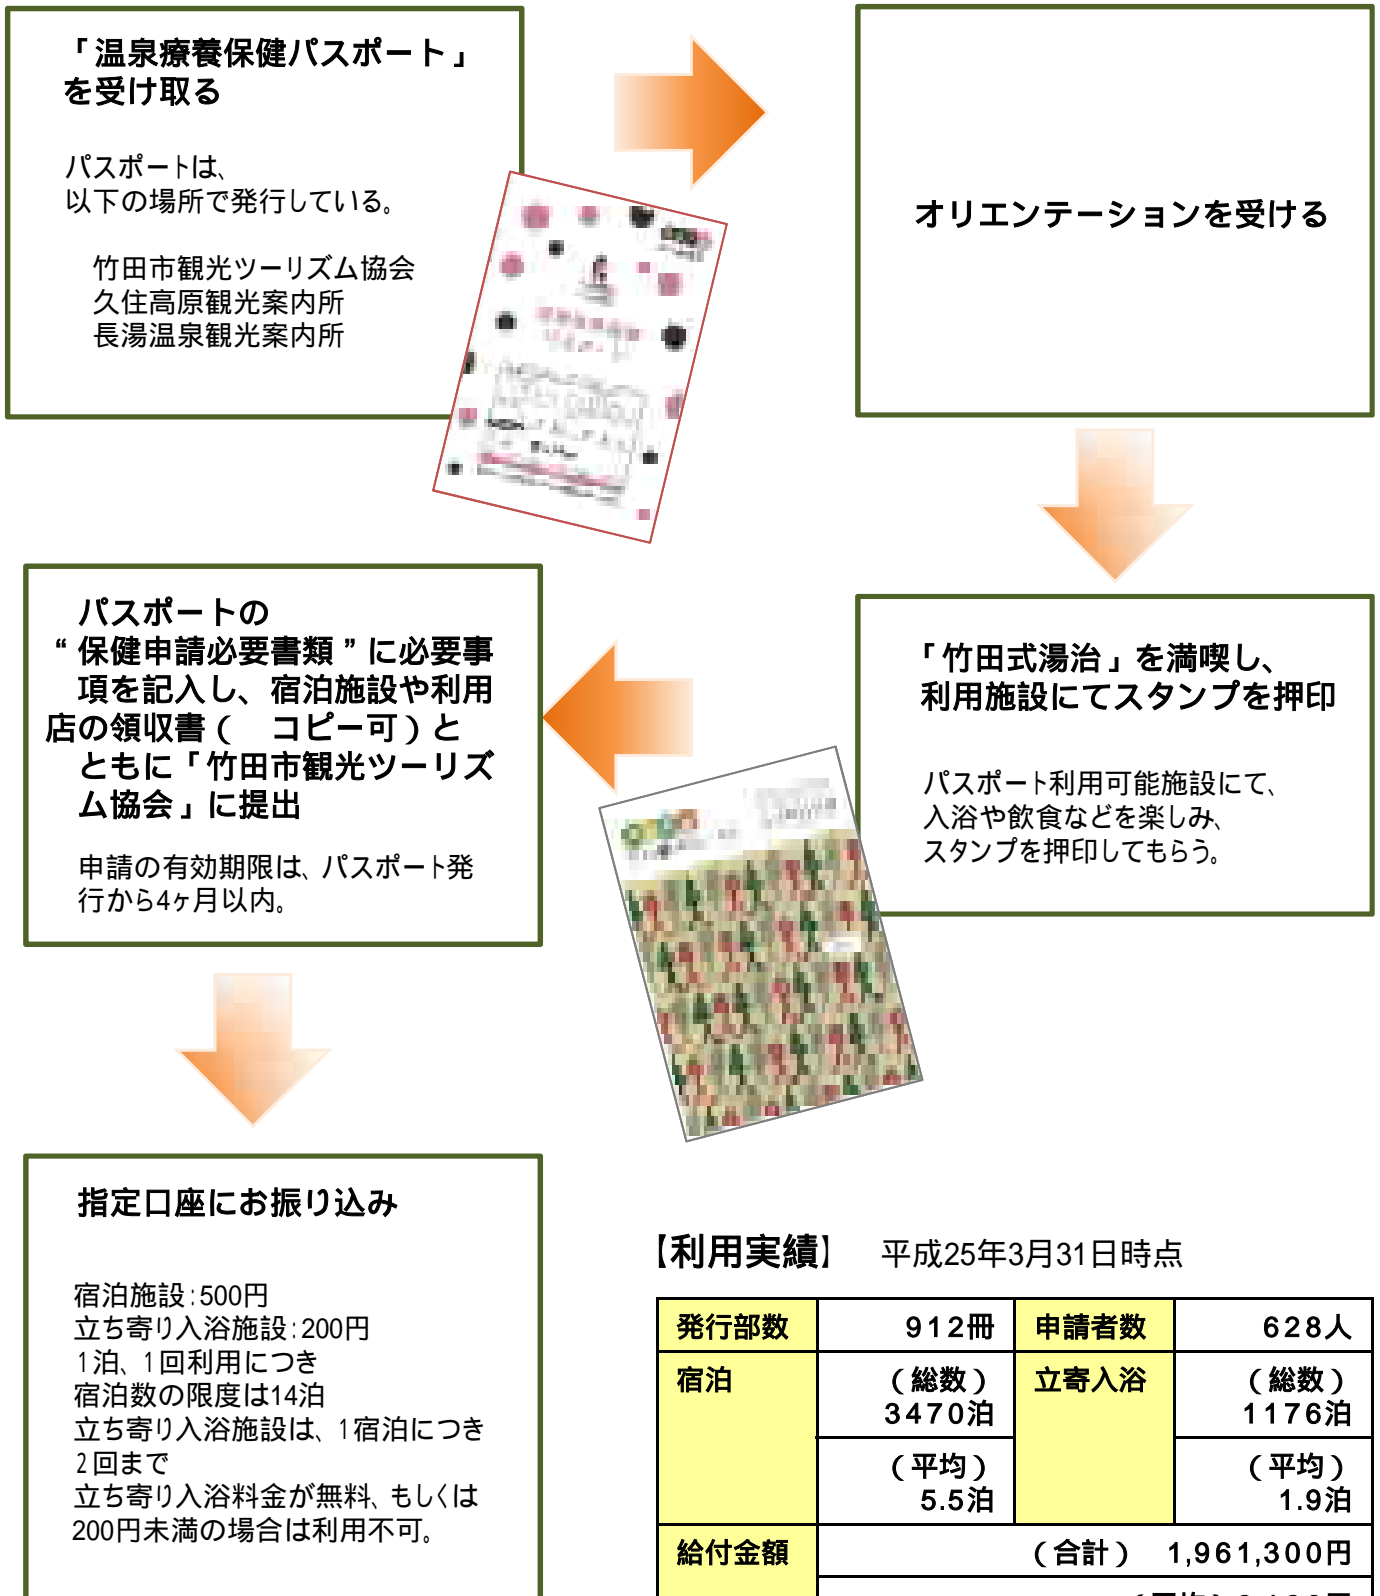 「温泉療養保健パスポート」
を受け取る
パスポートは、
以下の場所で発行している。
竹田市観光ツーリズム協会
久住高原観光案内所
長湯温泉観光案内所
オリエンテーションを受ける
「竹田式湯治」を満喫し、
利用施設にてスタンプを押印
パスポート利用可能施設にて、
入浴や飲食などを楽しみ、
スタンプを押印してもらう。
パスポートの
“保健申請必要書類”に必要事
項を記入し、宿泊施設や利用
店の領収書（　コピー可）と
ともに「竹田市観光ツーリズ
ム協会」に提出
申請の有効期限は、パスポート発
行から4ヶ月以内。
指定口座にお振り込み
宿泊施設:500円
立ち寄り入浴施設:200円
1泊、1回利用につき
宿泊数の限度は14泊
立ち寄り入浴施設は、1宿泊につき
2回まで
立ち寄り入浴料金が無料、もしくは
200円未満の場合は利用不可。
【利用実績】　平成25年3月31日時点
発行部数　912冊　申請者数　628人
宿泊　（総数）　立寄入浴　（総数）
3470泊　1176泊
（平均）　（平均）
5.5泊　1.9泊
給付金額　（合計）　1,961,300円